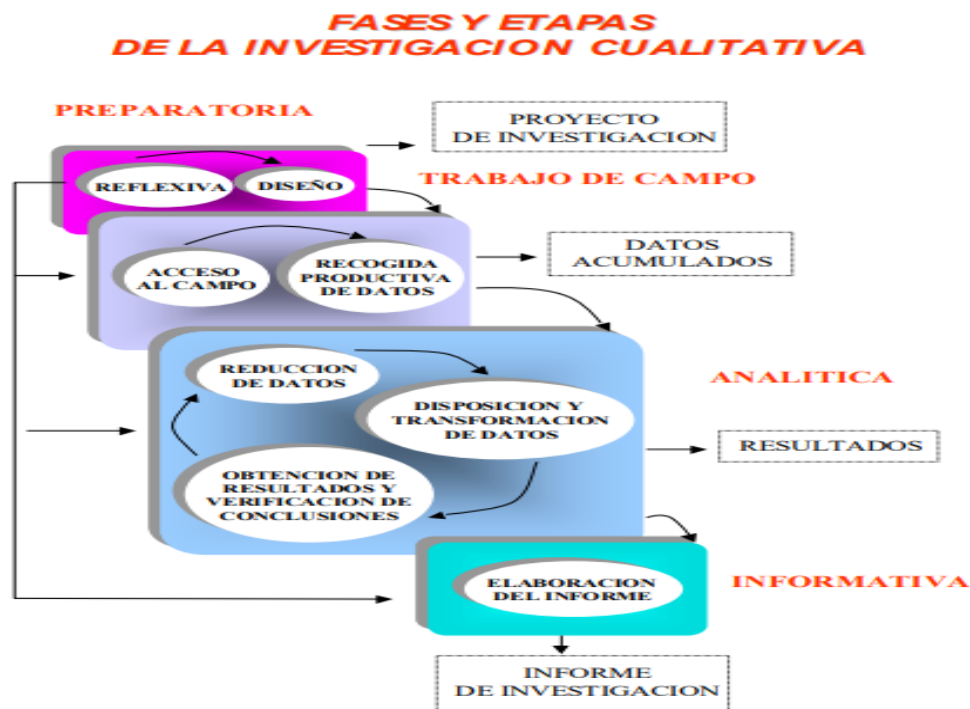 FASES Y ETAPAS
DE LA INVESTIGACION CUALITATIVA
PREPARATORIA
PROYECTO
DE INVESTIGACION
REFLEXIVA
DISEÑO
TRABAJO DE CAMPO
ACCESO
AL CAMPO
RECOGIDA
PRODUCTIVA
DE DATOS
DATOS
ACUMULADOS
REDUCCION
DE DATOS
ANALITICA
DISPOSICION Y
TRANSFORMACION
DE DATOS
RESULTADOS
OBTENCION DE
RESULTADOS Y
VERIFICACION DE
CONCLUSIONES
ELABORACION
DEL INFORME
INFORMATIVA
INFORME
DE INVESTIGACION